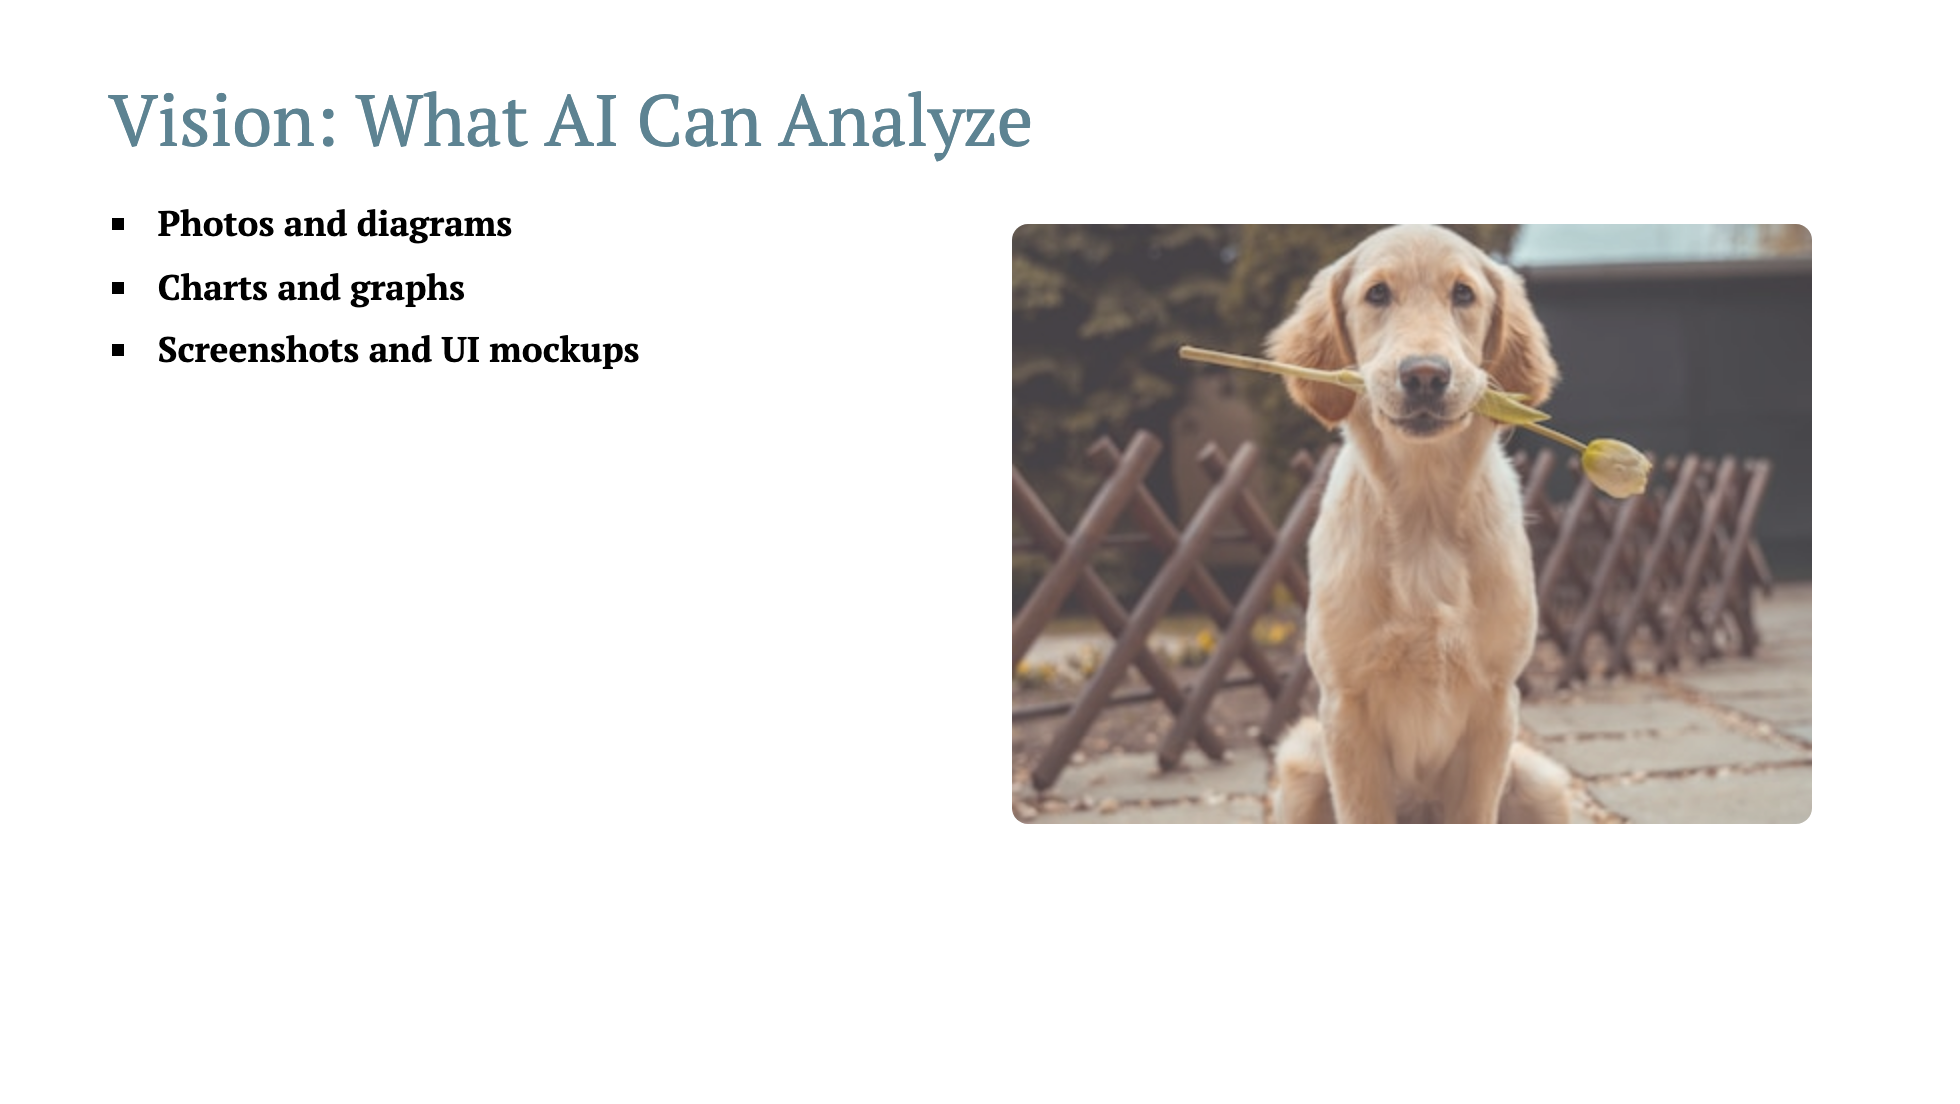 Vision: What AI Can Analyze
Photos and diagrams
Charts and graphs
Screenshots and UI mockups